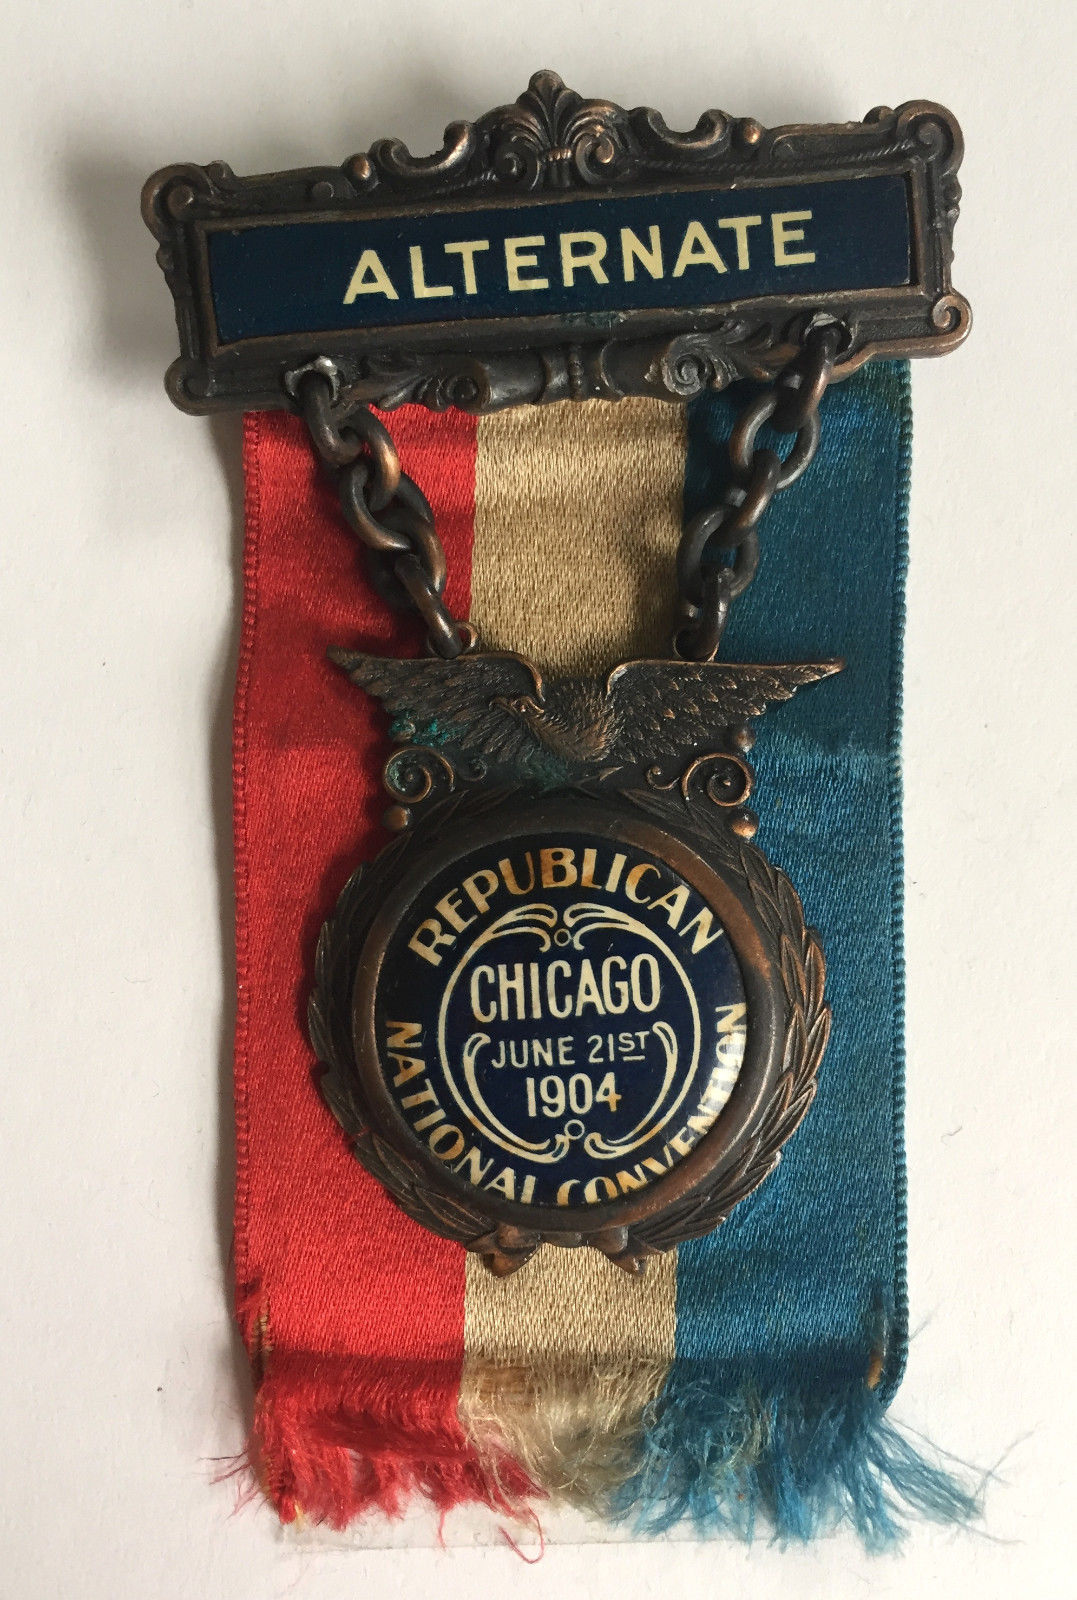 ALTERNATE
REPUBLICAN
CHICAGO
JUNE 21ST
1904
NATIONAL CONVENTION